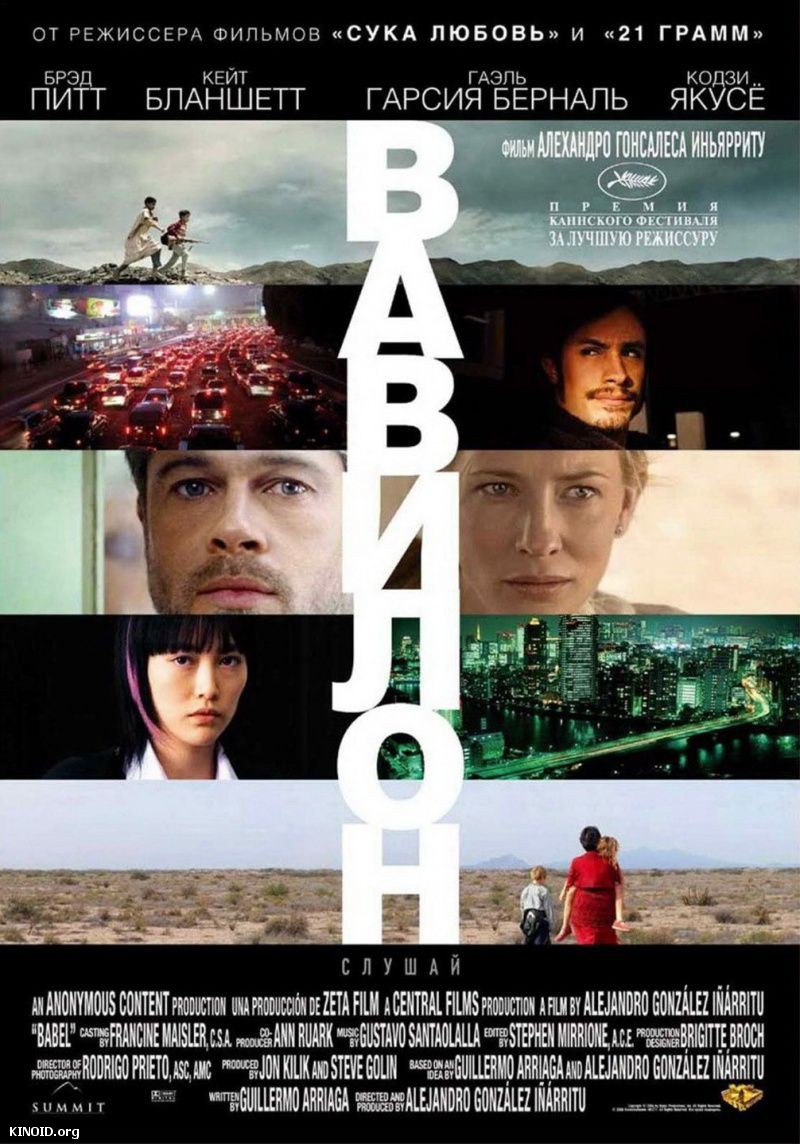 ОТ РЕЖИССЕРА ФИЛЬМОВ «СУКА ЛЮБОВЬ» И «21 ГРАММ»
БРЭД ПИТТ КЕЙТ БЛАНШЕТТ ГАЭЛЬ ГАРСИЯ БЕРНАЛЬ КОДЗИ ЯКУСЁ
ФИЛЬМ АЛЕХАНДРО ГОНСАЛЕСА ИНЬЯРРИТУ
ПРЕМИЯ
КАННСКОГО ФЕСТИВАЛЯ
ЗА ЛУЧШУЮ РЕЖИССУРУ
ВАВИЛОН
СЛУШАЙ
AN ANONYMOUS CONTENT PRODUCTION UNA PRODUCCIÓN DE ZETA FILM A CENTRAL FILMS PRODUCTION A FILM BY ALEJANDRO GONZÁLEZ IÑÁRRITU
"BABEL" CASTING BY FRANCINE MAISLER, C.S.A. CO-PRODUCER ANN RUARK MUSIC BY GUSTAVO SANTAOLALLA EDITED BY STEPHEN MIRRIONE, A.C.E. PRODUCTION DESIGNER BRIGITTE BROCH
DIRECTOR OF PHOTOGRAPHY RODRIGO PRIETO, ASC, AMC PRODUCED BY JON KILIK AND STEVE GOLIN BASED ON AN IDEA BY GUILLERMO ARRIAGA AND ALEJANDRO GONZÁLEZ IÑÁRRITU
WRITTEN BY GUILLERMO ARRIAGA DIRECTED AND PRODUCED BY ALEJANDRO GONZÁLEZ IÑÁRRITU
SUMMIT
KINOID.org